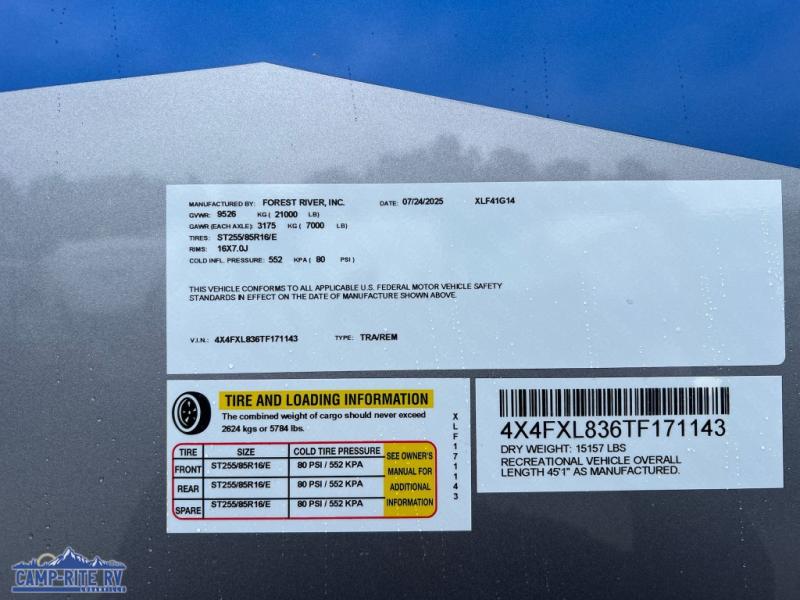 MANUFACTURED BY: FOREST RIVER, INC. DATE: 07/24/2025 XLF41G14
GVWR: 9526 KG ( 21000 LB)
GAWR (EACH AXLE): 3175 KG ( 7000 LB)
TIRES: ST255/85R16/E
RIMS: 16X7.0J
COLD INFL. PRESSURE: 552 KPA ( 80 PSI )
THIS VEHICLE CONFORMS TO ALL APPLICABLE U.S. FEDERAL MOTOR VEHICLE SAFETY
STANDARDS IN EFFECT ON THE DATE OF MANUFACTURE SHOWN ABOVE.
V.I.N.: 4X4FXL836TF171143 TYPE: TRA/REM
TIRE AND LOADING INFORMATION
The combined weight of cargo should never exceed
2624 kgs or 5784 lbs.
TIRE SIZE COLD TIRE PRESSURE
FRONT ST255/85R16/E 80 PSI / 552 KPA
REAR ST255/85R16/E 80 PSI / 552 KPA
SPARE ST255/85R16/E 80 PSI / 552 KPA
SEE OWNER'S
MANUAL FOR
ADDITIONAL
INFORMATION
XLF171143
4X4FXL836TF171143
DRY WEIGHT: 15157 LBS
RECREATIONAL VEHICLE OVERALL
LENGTH 45'1" AS MANUFACTURED.
CAMP-RITE RV
LUCASVILLE